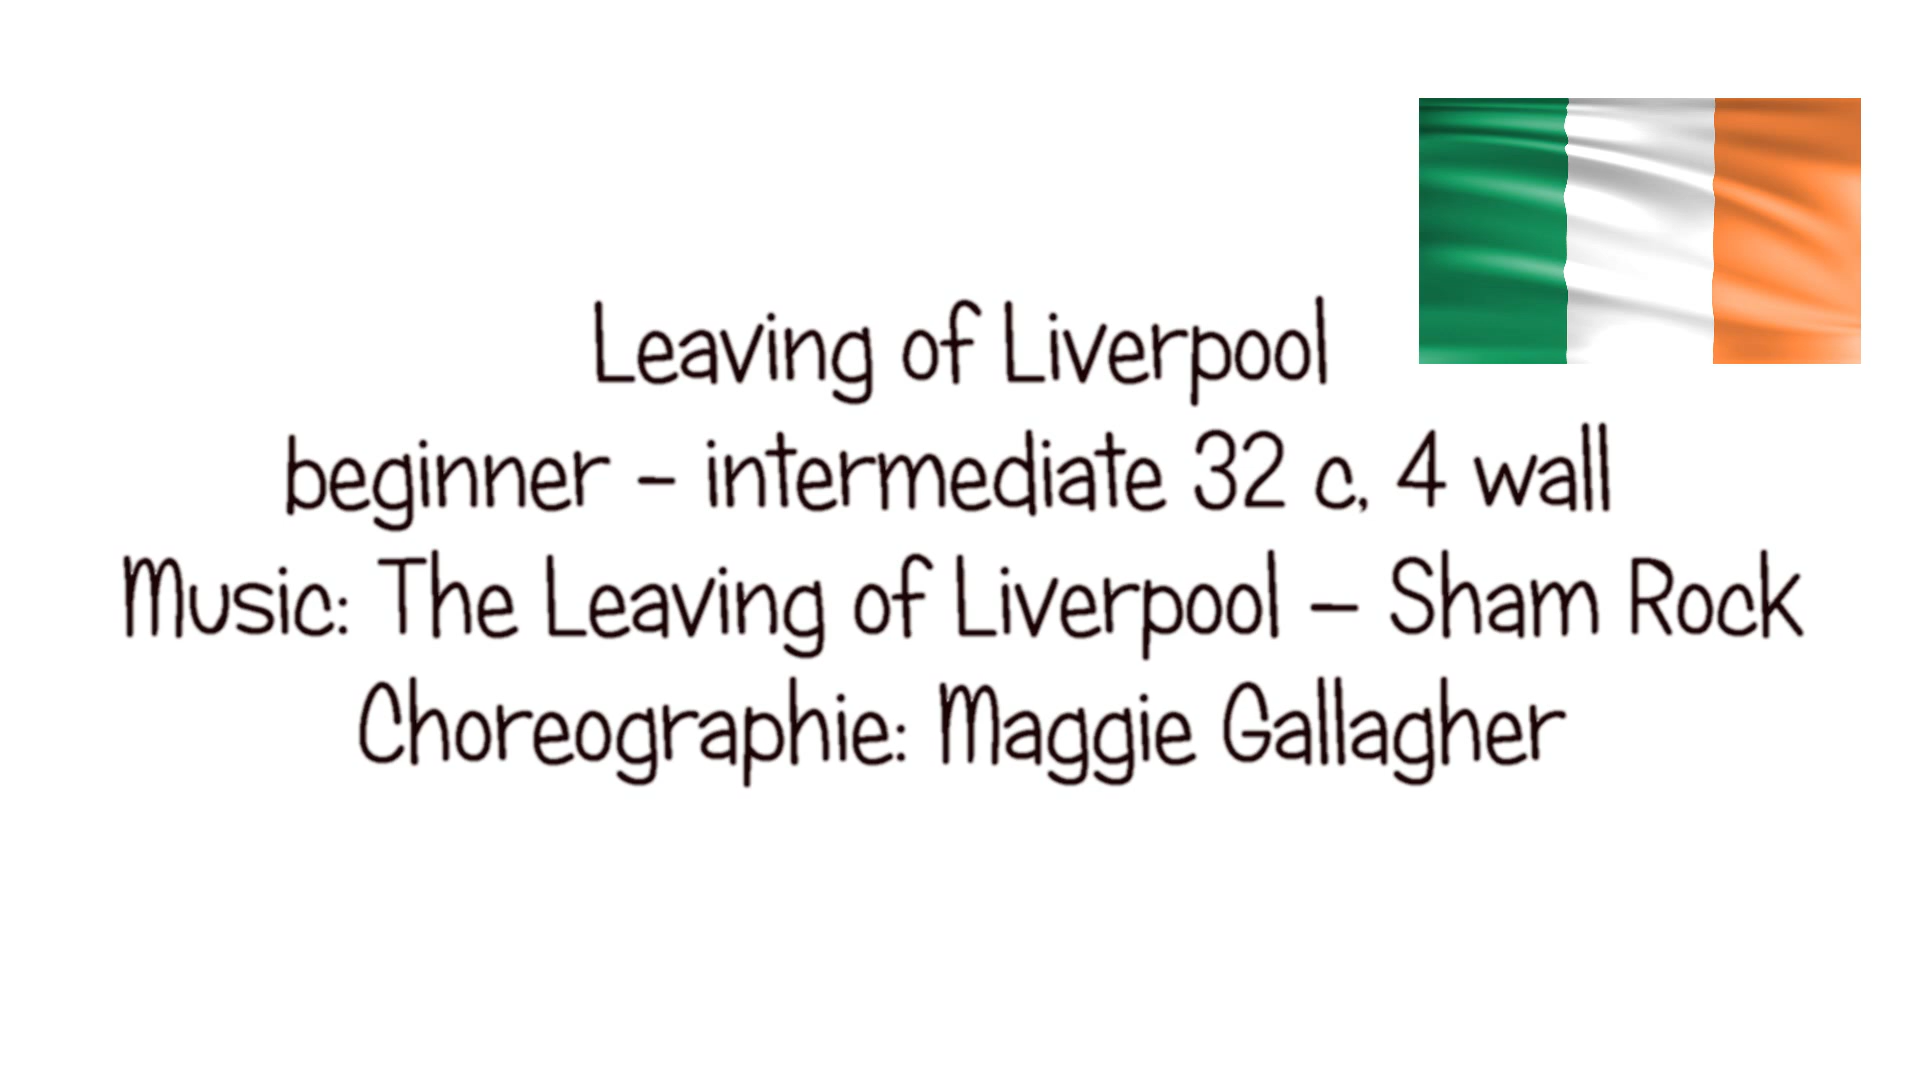 Leaving of Liverpool
beginner - intermediate 32 c, 4 wall
Music: The Leaving of Liverpool – Sham Rock
Choreographie: Maggie Gallagher